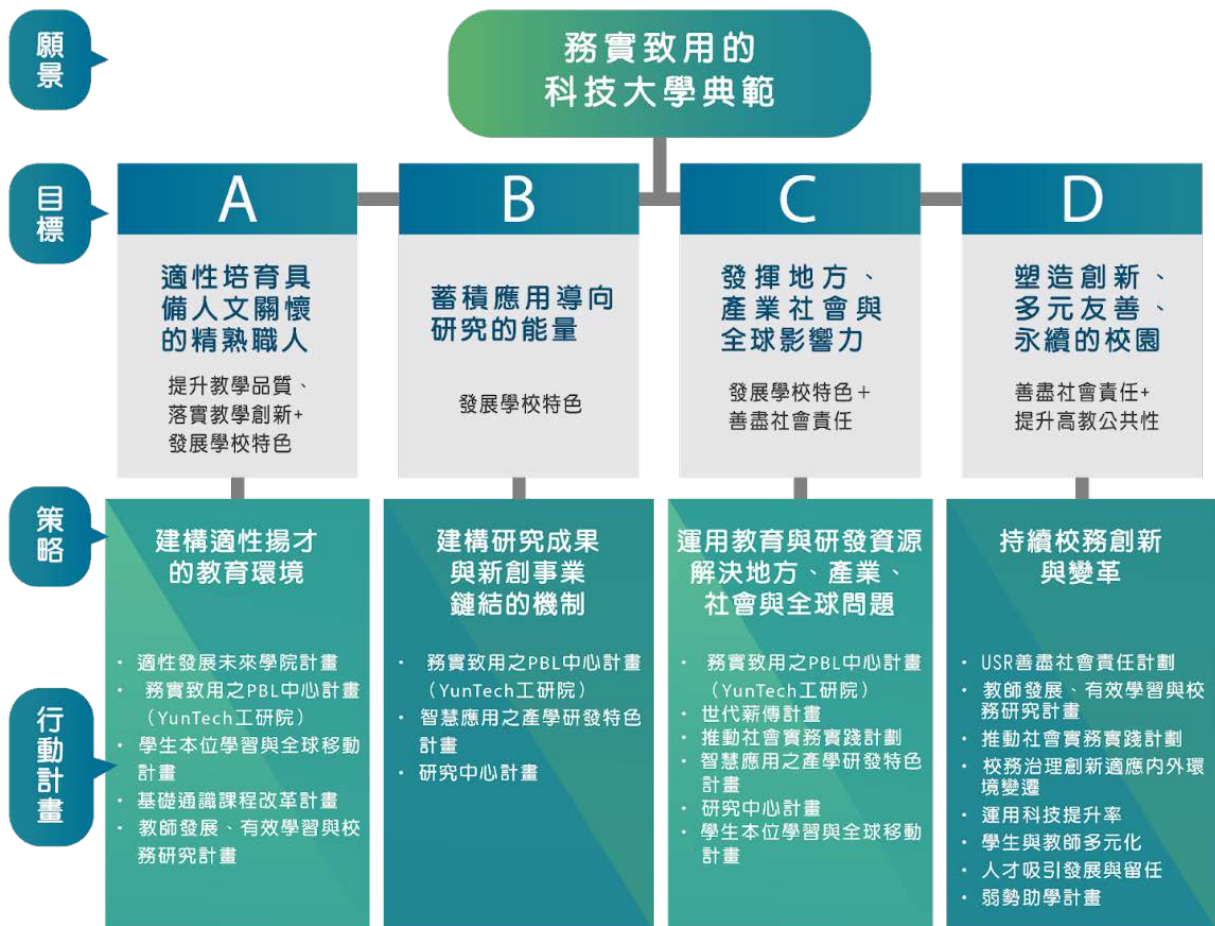 願景
務實致用的
科技大學典範
目標
A
適性培育具
備人文關懷
的精熟職人
提升教學品質、
落實教學創新+
發展學校特色
B
蓄積應用導向
研究的能量
發展學校特色
C
發揮地方、
產業社會與
全球影響力
發展學校特色+
善盡社會責任
D
塑造創新、
多元友善、
永續的校園
善盡社會責任+
提升高教公共性
策略
建構適性揚才
的教育環境
建構研究成果
與新創事業
鏈結的機制
運用教育與研發資源
解決地方、產業、
社會與全球問題
持續校務創新
與變革
行動計畫
• 適性發展未來學院計畫
• 務實致用之PBL中心計畫
（YunTech工研院）
• 學生本位學習與全球移動
計畫
• 基礎通識課程改革計畫
• 教師發展、有效學習與校
務研究計畫
• 務實致用之PBL中心計畫
（YunTech工研院）
• 智慧應用之產學研發特色
計畫
• 研究中心計畫
• 務實致用之PBL中心計畫
（YunTech工研院）
• 世代薪傳計畫
• 推動社會實務實踐計劃
• 智慧應用之產學研發特色
計畫
• 研究中心計畫
• 學生本位學習與全球移動
計畫
• USR善盡社會責任計劃
• 教師發展、有效學習與校
務研究計畫
• 推動社會實務實踐計劃
• 校務治理創新適應內外環
境變遷
• 運用科技提升率
• 學生與教師多元化
• 人才吸引發展與留任
• 弱勢助學計畫